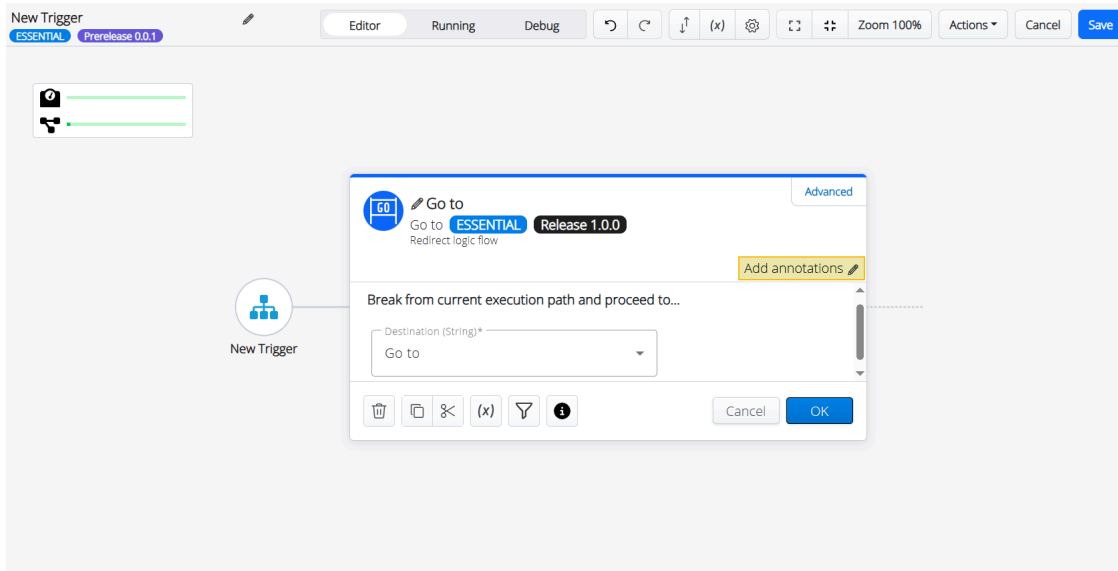 New Trigger
ESSENTIAL Prerelease 0.0.1
Editor Running Debug (x) Zoom 100% Actions Cancel Save
Advanced
GO Go to
Go to ESSENTIAL Release 1.0.0
Redirect logic flow
Add annotations
Break from current execution path and proceed to...
Destination (String)*
Go to
New Trigger
(x) Cancel OK